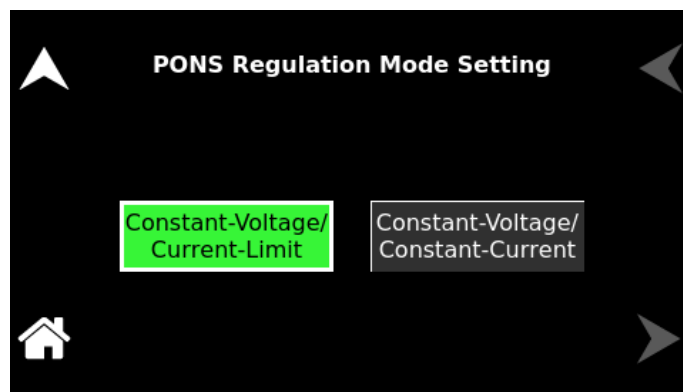 PONS Regulation Mode Setting
Constant-Voltage/
Current-Limit
Constant-Voltage/
Constant-Current